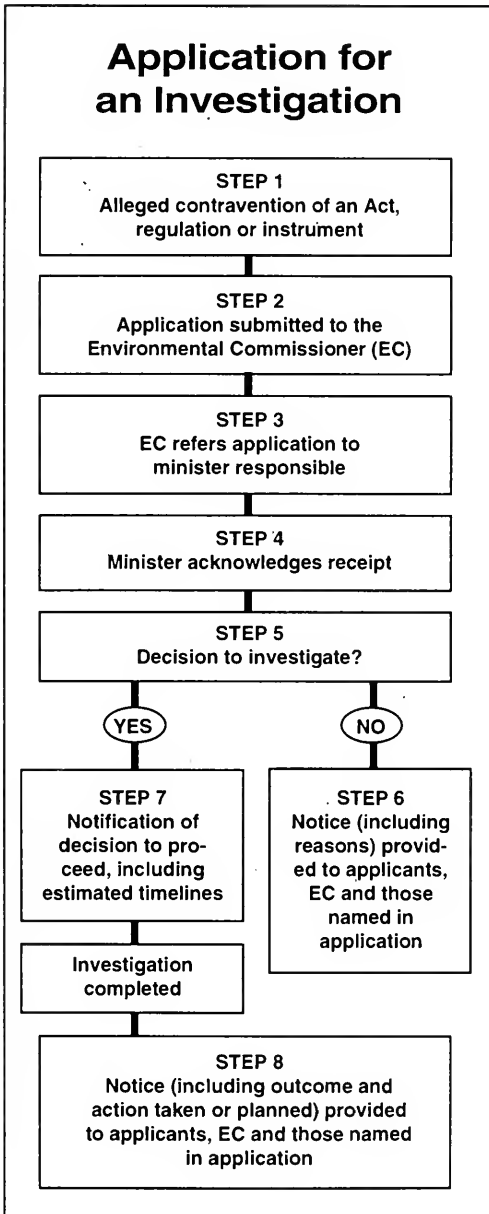 Application for
an Investigation
STEP 1
Alleged contravention of an Act,
regulation or instrument
STEP 2
Application submitted to the
Environmental Commissioner (EC)
STEP 3
EC refers application to
minister responsible
STEP 4
Minister acknowledges receipt
STEP 5
Decision to investigate?
YES
NO
STEP 7
Notification of
decision to pro-
ceed, including
estimated timelines
STEP 6
Notice (including
reasons) provid-
ed to applicants,
EC and those
named in
application
Investigation
completed
STEP 8
Notice (including outcome and
action taken or planned) provided
to applicants, EC and those named
in application